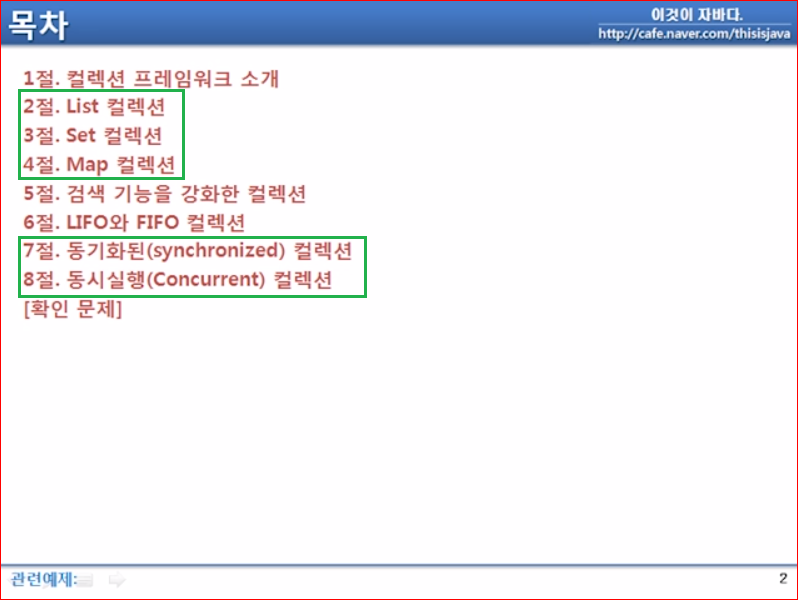 목차
이것이 자바다.
http://cafe.naver.com/thisisjava
1절. 컬렉션 프레임워크 소개
2절. List 컬렉션
3절. Set 컬렉션
4절. Map 컬렉션
5절. 검색 기능을 강화한 컬렉션
6절. LIFO와 FIFO 컬렉션
7절. 동기화된(synchronized) 컬렉션
8절. 동시실행(Concurrent) 컬렉션
[확인 문제]
관련예제:
2